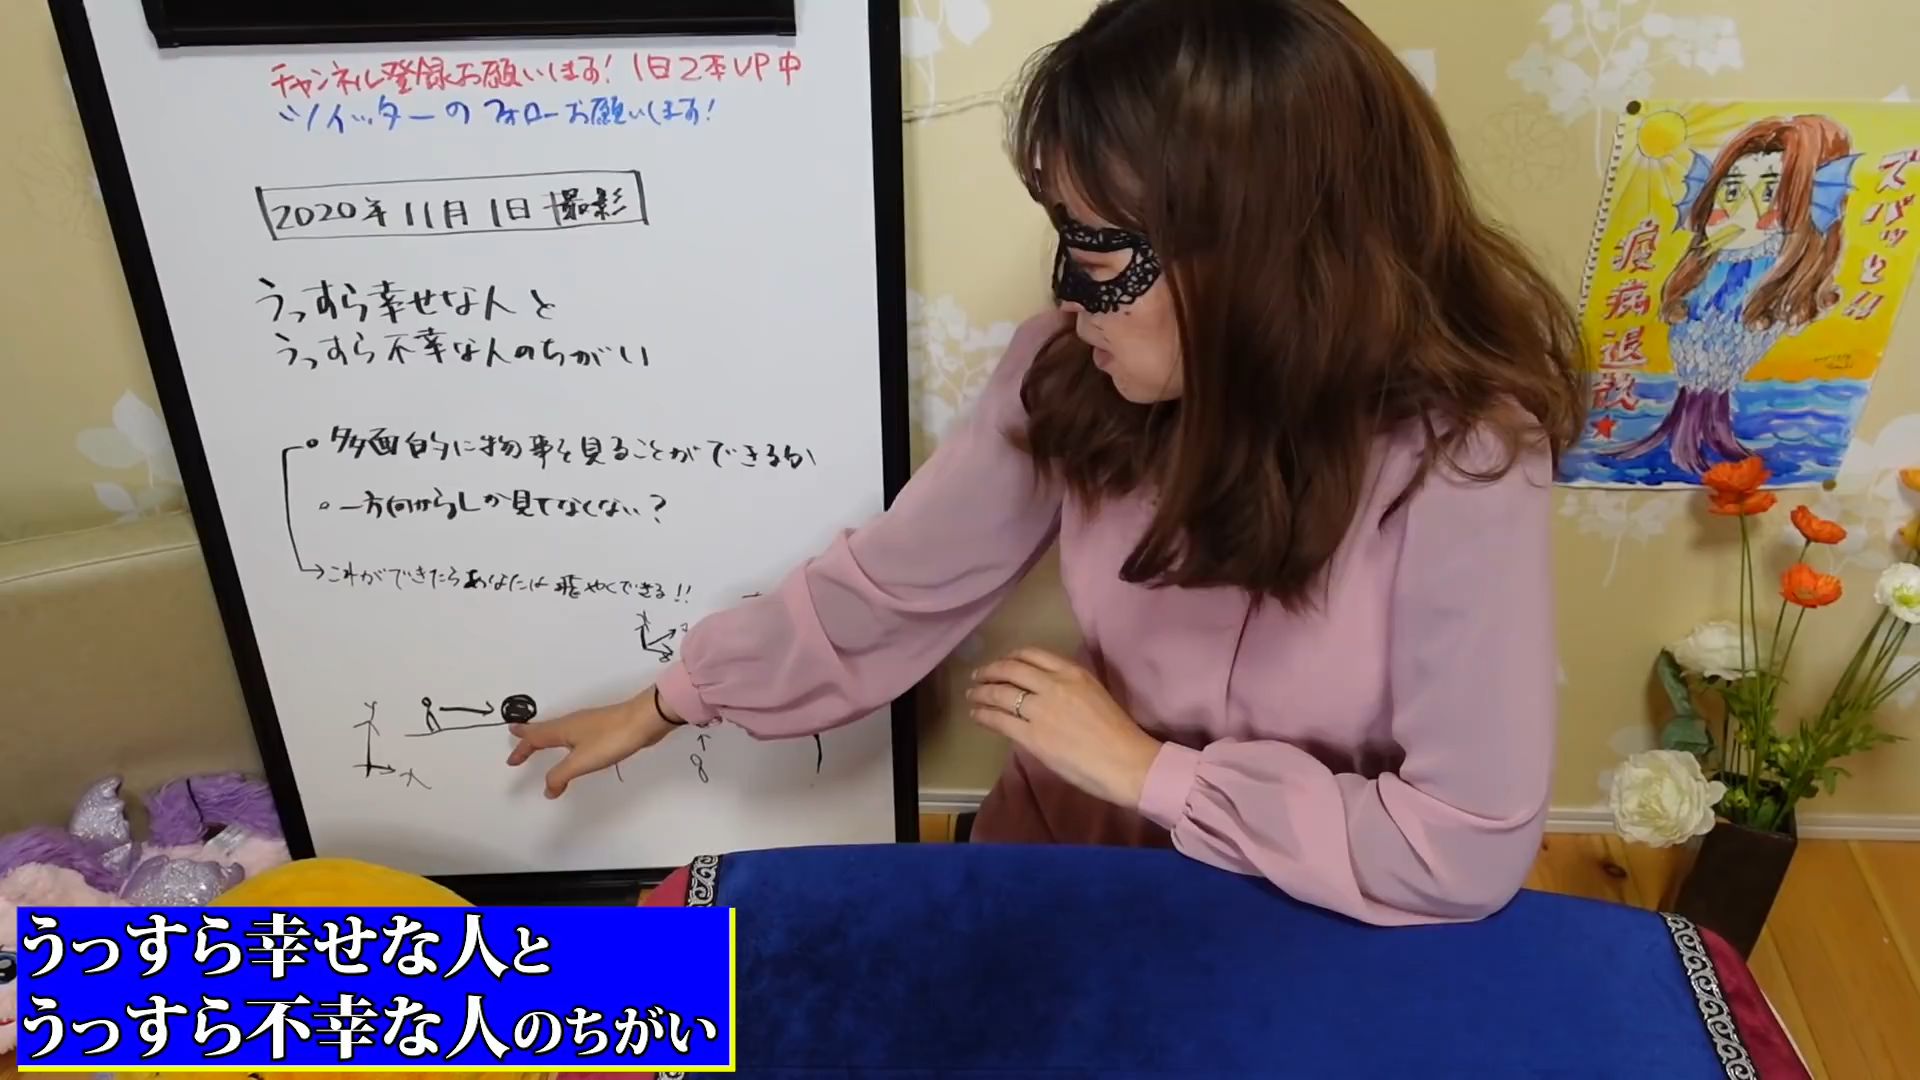 チャンネル登録お願いします！1日2本UP中
ツイッターのフォローお願いします！
2020年11月1日撮影
うっすら幸せな人と
うっすら不幸な人のちがい
多面的に物事を見ることができるか
一方向からしか見てなくない？
これができたらあなたは飛やくできる!!
ズバッとリ
疫病退散★
うっすら幸せな人と
うっすら不幸な人のちがい